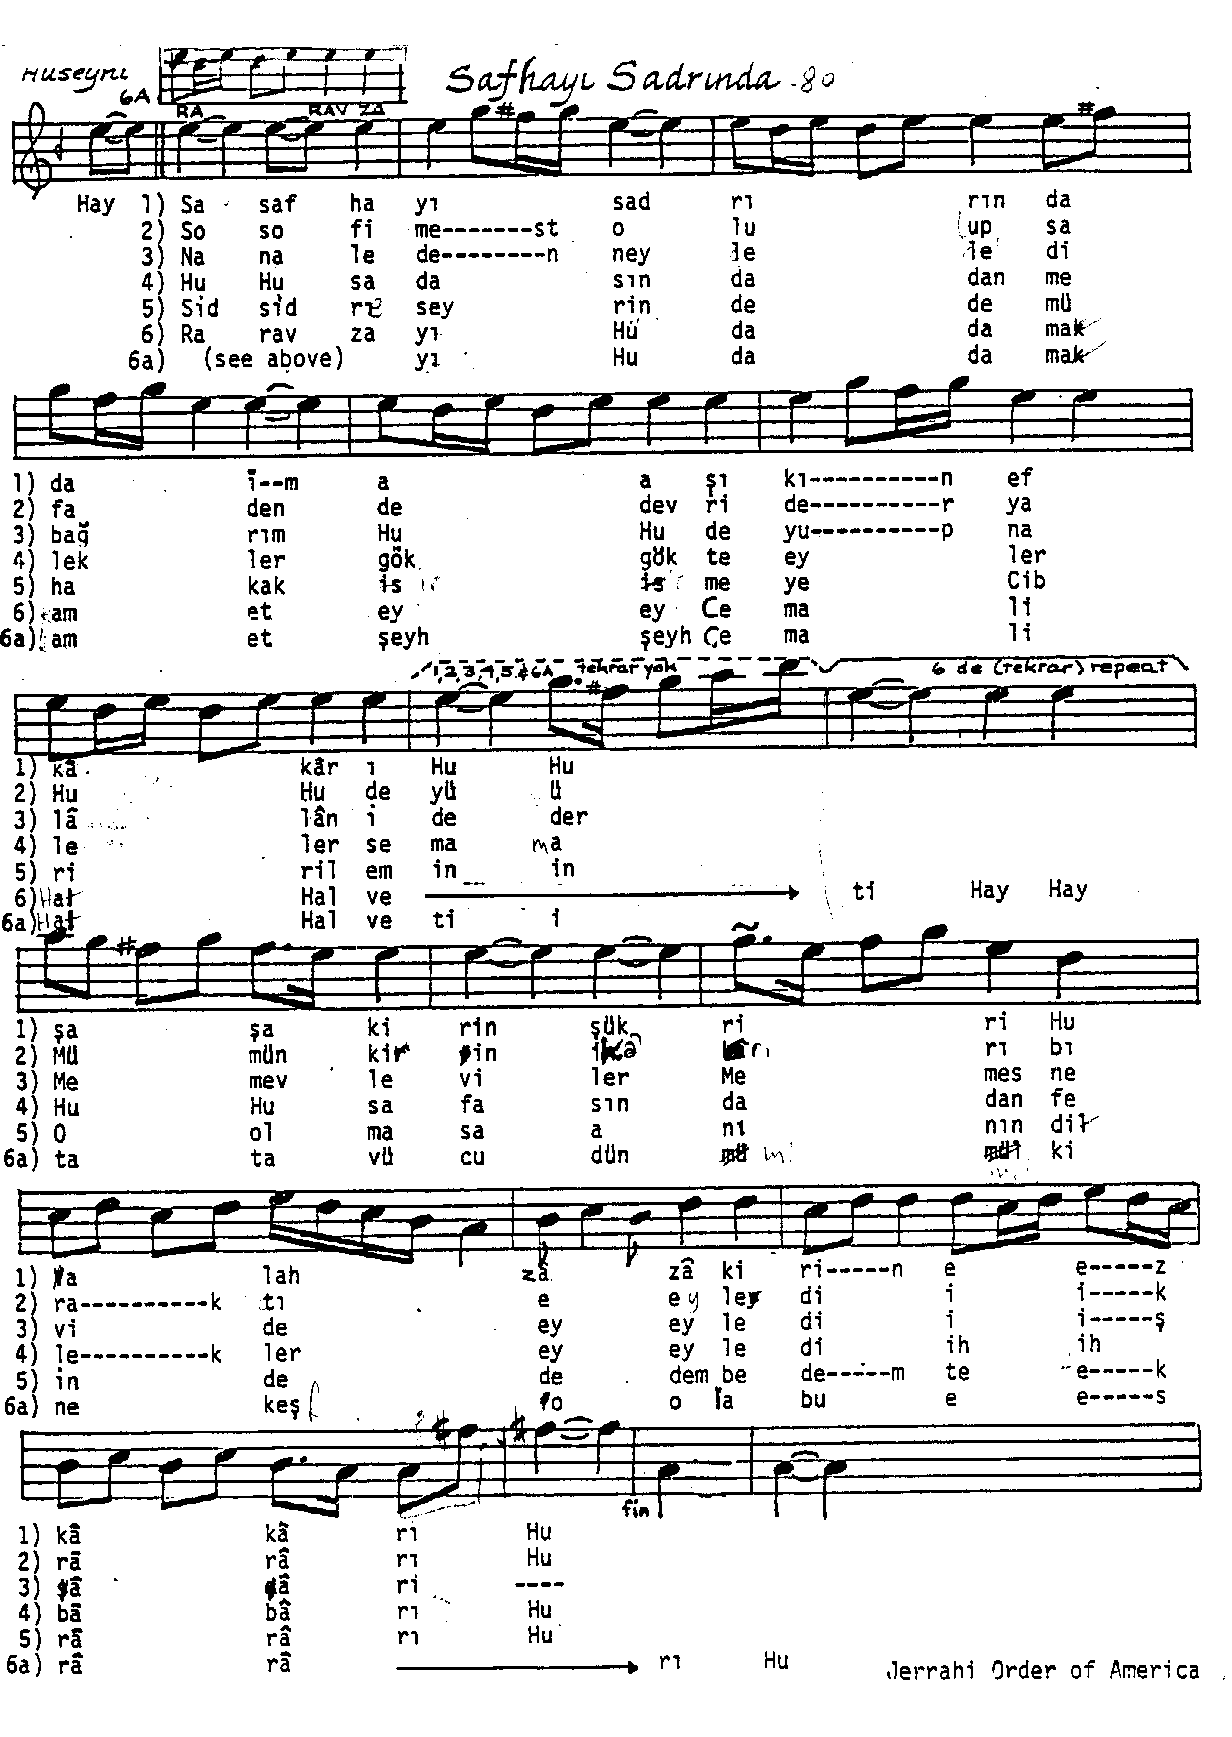 Huseyni
Safhayı Sadrında 80
6A RA RAV ZA
Hay 1) Sa saf ha yı sad rı rın da
2) So so fi me-------st o lu up sa
3) Na na le de--------n ney le le di
4) Hu Hu sa da sın da dan me
5) Sid sid re sey rin de de mü
6) Ra rav za yı Hü da da mak
6a) (see above) yı Hu da da mak
1) da i--m a a şı kı----------n ef
2) fa den de dev ri de----------r ya
3) bağ rım Hu Hu de yu----------p na
4) lek ler gök gök te ey ler
5) ha kak is is me ye Cib
6) am et ey ey Ce ma li
6a) am et şeyh şeyh Ce ma li
1,2,3,4,5,&6A tekrar yok 6 de (tekrar) repeat
1) kâ kâr ı Hu Hu
2) Hu Hu de yü ü
3) lâ lân i de der
4) le ler se ma ma
5) ri ril em in in
6) Hal Hal ve ti Hay Hay
6a) Hal Hal ve ti i
1) şa şa ki rin şük ri ri Hu
2) Mü mün kir rı bı
3) Me mev le vi ler Me mes ne
4) Hu Hu sa fa sın da dan fe
5) O ol ma sa a nı nın dil
6a) ta ta vü cu dün ki
1) lah zâ zâ ki ri-----n e e-----z
2) ra----------k tı e ey ler di i i-----k
3) vi de ey ey le di i i-----ş
4) le----------k ler ey ey le di ih ih
5) in de de dem be de-----m te e-----k
6a) ne keş fo o la bu e e-----s
fin
1) kâ kâ rı Hu
2) râ râ rı Hu
3) ri ----
4) bâ bâ rı Hu
5) râ râ rı Hu
6a) râ râ rı Hu
Jerrahi Order of America